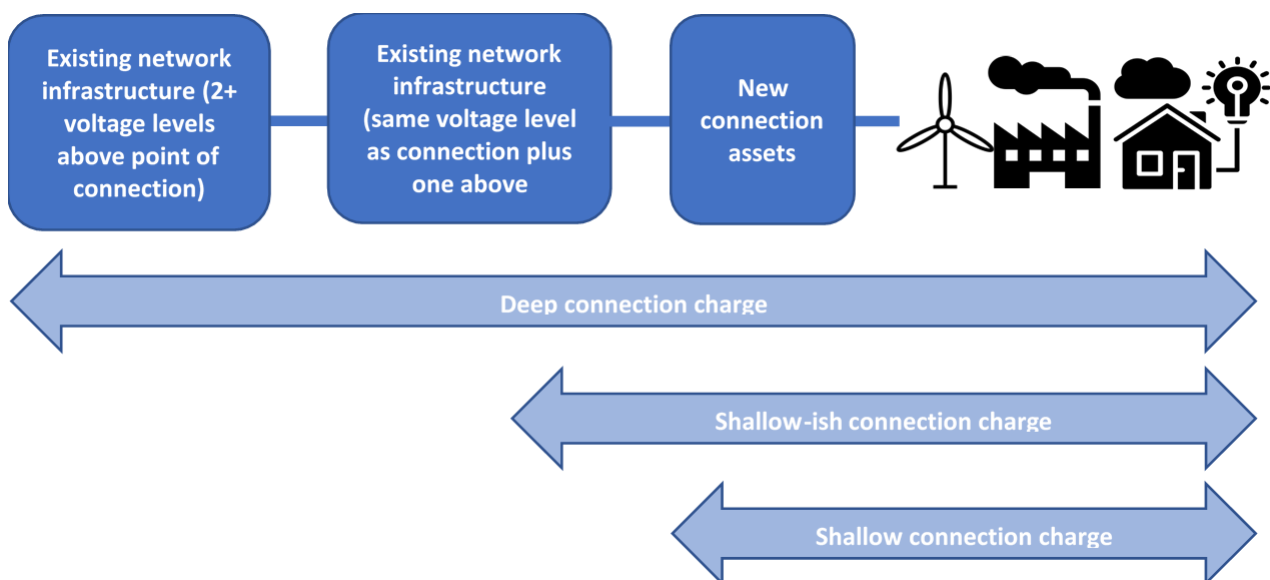 Existing network
infrastructure (2+
voltage levels
above point of
connection)
Existing network
infrastructure
(same voltage level
as connection plus
one above
New
connection
assets
Deep connection charge
Shallow-ish connection charge
Shallow connection charge